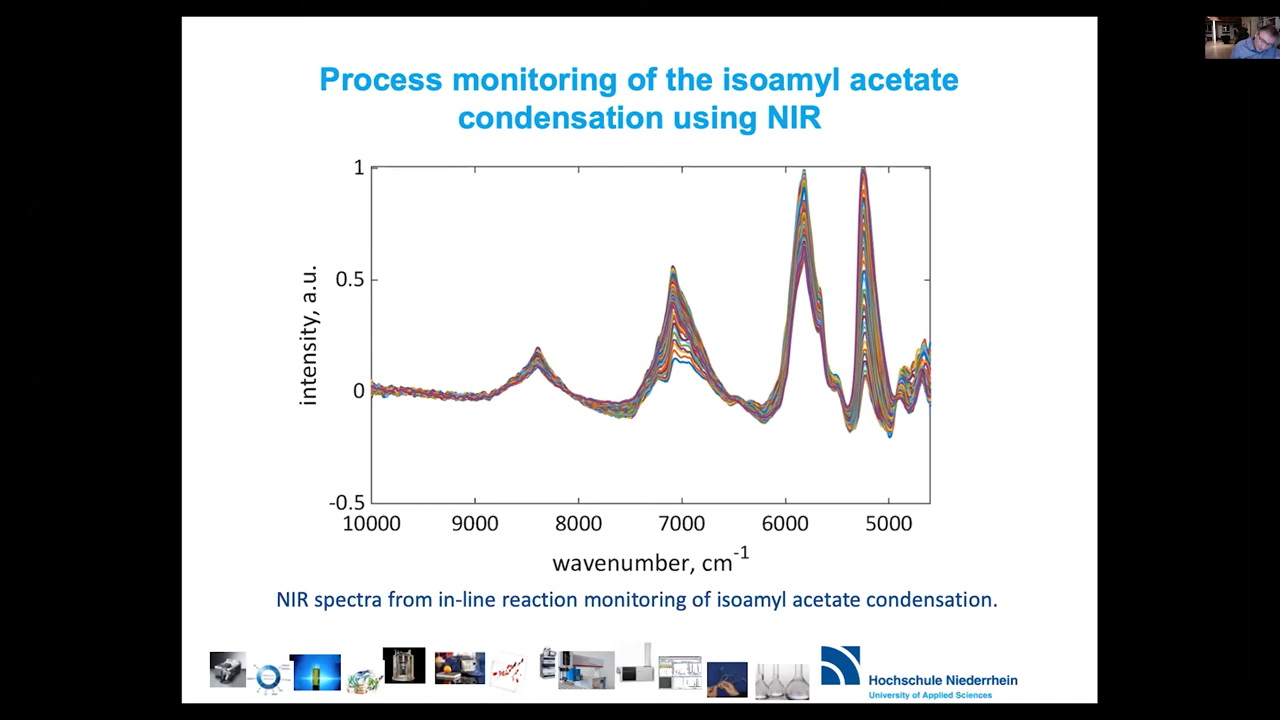 Process monitoring of the isoamyl acetate
condensation using NIR
1
0.5
0
-0.5
intensity, a.u.
10000 9000 8000 7000 6000 5000
wavenumber, cm-1
NIR spectra from in-line reaction monitoring of isoamyl acetate condensation.
Hochschule Niederrhein
University of Applied Sciences